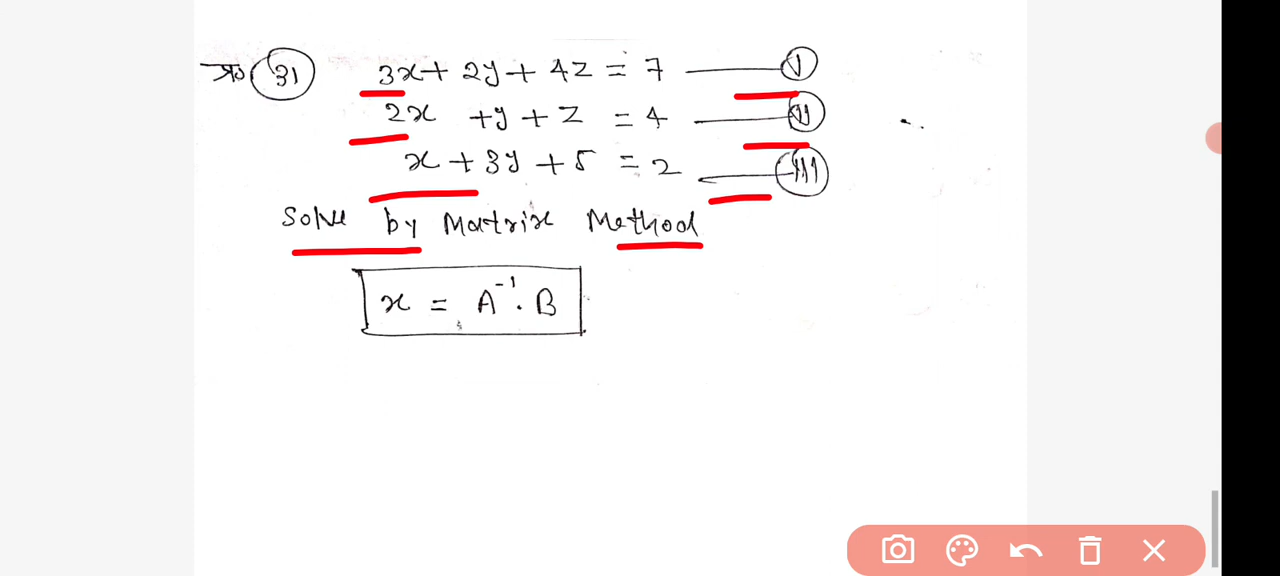 प्र० 31 3x + 2y + 4z = 7 — I
2x + y + z = 4 — II
x + 3y + 5 = 2 — III
Solve by Matrix Method
x = A⁻¹. B